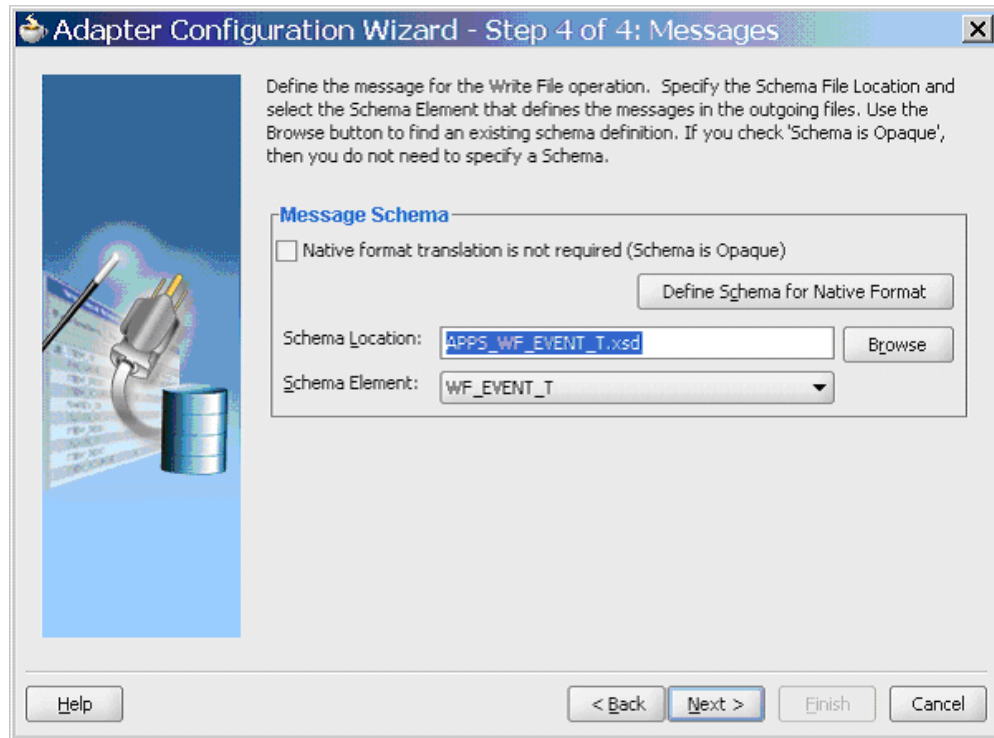 Adapter Configuration Wizard - Step 4 of 4: Messages
Define the message for the Write File operation.  Specify the Schema File Location and
select the Schema Element that defines the messages in the outgoing files. Use the
Browse button to find an existing schema definition. If you check 'Schema is Opaque',
then you do not need to specify a Schema.
Message Schema
Native format translation is not required (Schema is Opaque)
Define Schema for Native Format
Schema Location: APPS_WF_EVENT_T.xsd Browse
Schema Element: WF_EVENT_T
Help < Back Next > Finish Cancel